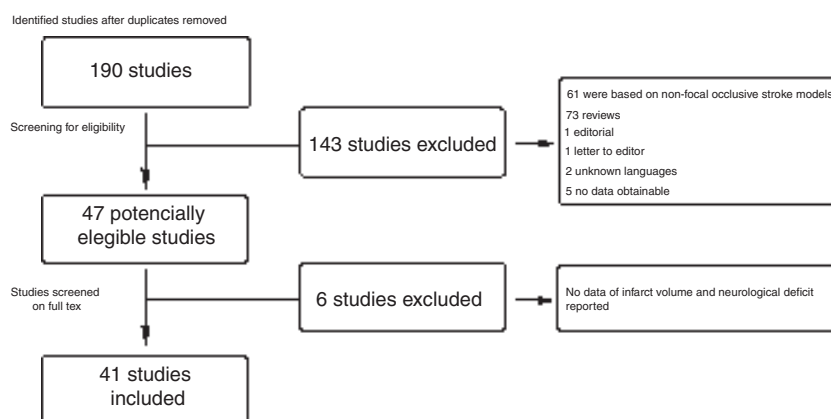 Identified studies after duplicates removed
190 studies
Screening for eligibility
143 studies excluded
61 were based on non-focal occlusive stroke models
73 reviews
1 editorial
1 letter to editor
2 unknown languages
5 no data obtainable
47 potencially
elegible studies
Studies screened
on full tex
6 studies excluded
No data of infarct volume and neurological deficit
reported
41 studies
included